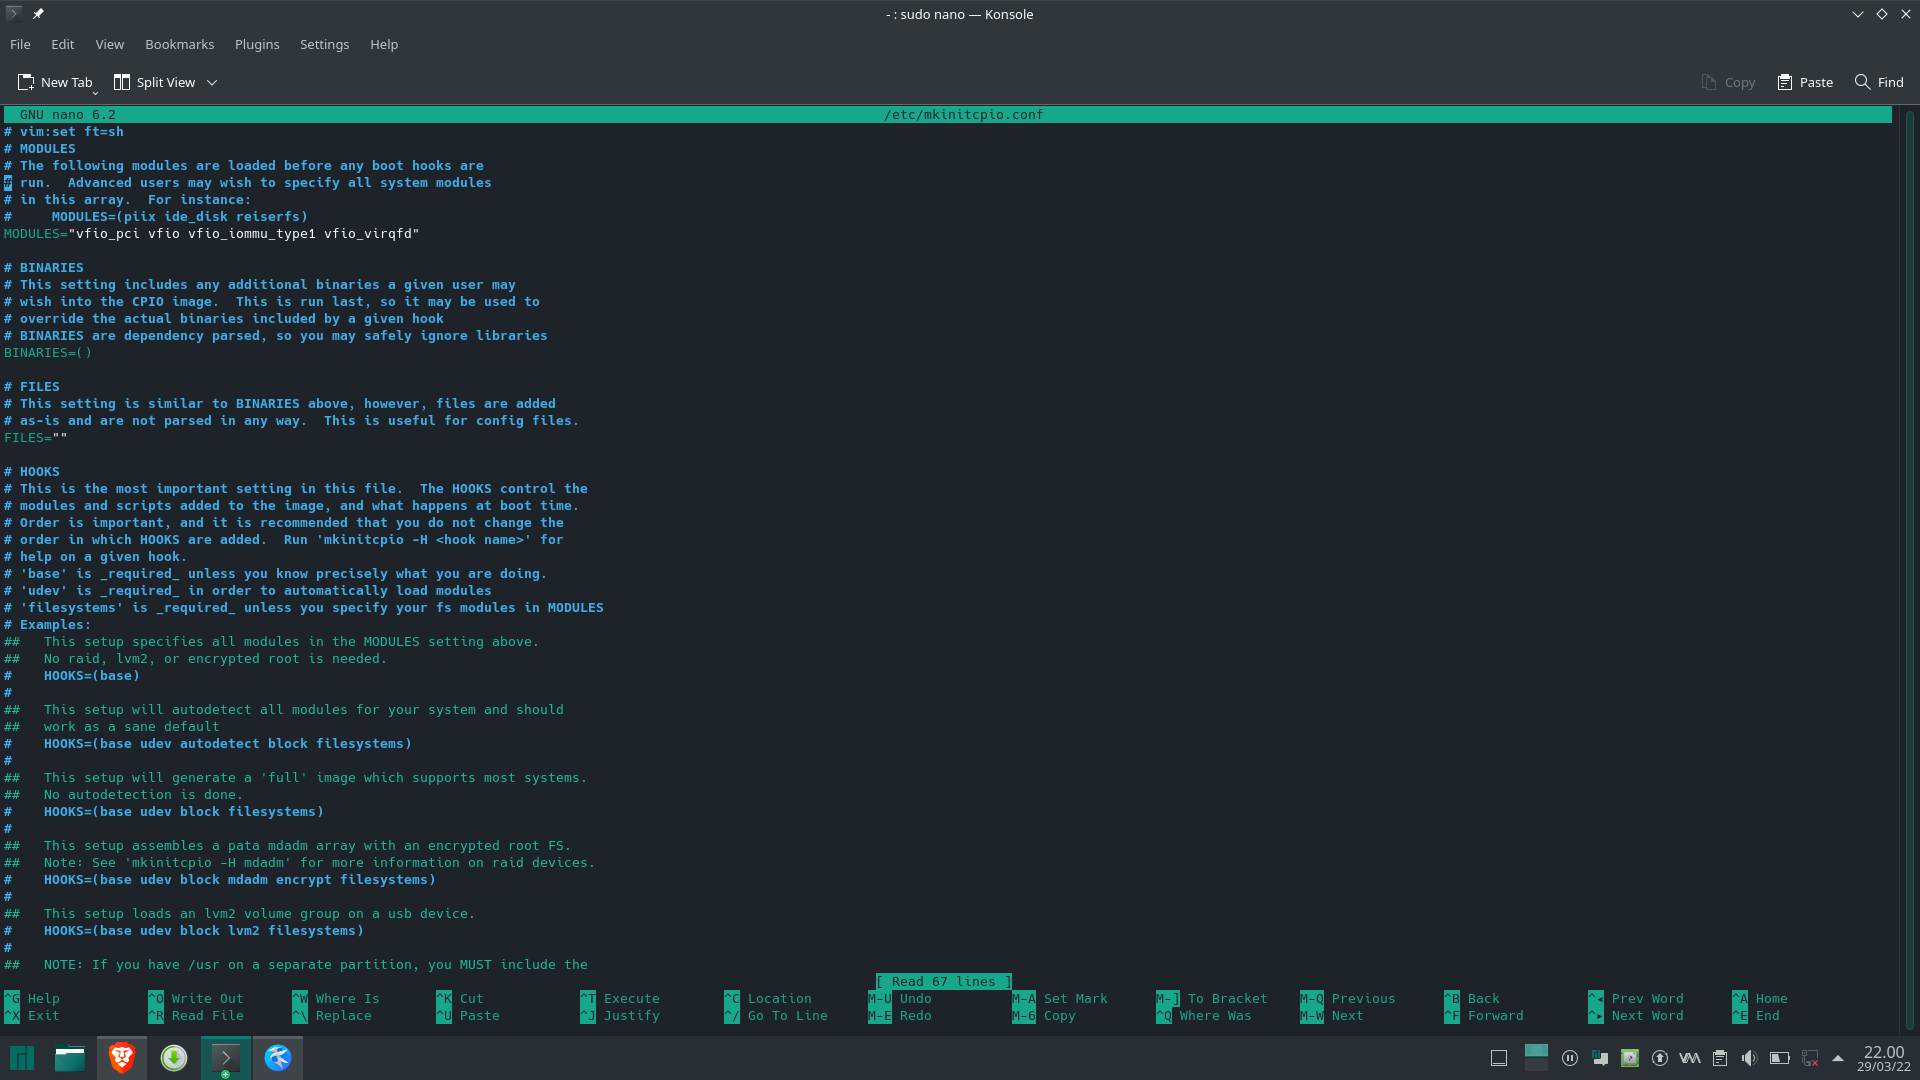 - : sudo nano — Konsole
File Edit View Bookmarks Plugins Settings Help
New Tab Split View Copy Paste Find
GNU nano 6.2 /etc/mkinitcpio.conf
# vim:set ft=sh
# MODULES
# The following modules are loaded before any boot hooks are
# run.  Advanced users may wish to specify all system modules
# in this array.  For instance:
#     MODULES=(piix ide_disk reiserfs)
MODULES="vfio_pci vfio vfio_iommu_type1 vfio_virqfd"
# BINARIES
# This setting includes any additional binaries a given user may
# wish into the CPIO image.  This is run last, so it may be used to
# override the actual binaries included by a given hook
# BINARIES are dependency parsed, so you may safely ignore libraries
BINARIES=()
# FILES
# This setting is similar to BINARIES above, however, files are added
# as-is and are not parsed in any way.  This is useful for config files.
FILES=""
# HOOKS
# This is the most important setting in this file.  The HOOKS control the
# modules and scripts added to the image, and what happens at boot time.
# Order is important, and it is recommended that you do not change the
# order in which HOOKS are added.  Run 'mkinitcpio -H <hook name>' for
# help on a given hook.
# 'base' is _required_ unless you know precisely what you are doing.
# 'udev' is _required_ in order to automatically load modules
# 'filesystems' is _required_ unless you specify your fs modules in MODULES
# Examples:
##   This setup specifies all modules in the MODULES setting above.
##   No raid, lvm2, or encrypted root is needed.
#    HOOKS=(base)
#
##   This setup will autodetect all modules for your system and should
##   work as a sane default
#    HOOKS=(base udev autodetect block filesystems)
#
##   This setup will generate a 'full' image which supports most systems.
##   No autodetection is done.
#    HOOKS=(base udev block filesystems)
#
##   This setup assembles a pata mdadm array with an encrypted root FS.
##   Note: See 'mkinitcpio -H mdadm' for more information on raid devices.
#    HOOKS=(base udev block mdadm encrypt filesystems)
#
##   This setup loads an lvm2 volume group on a usb device.
#    HOOKS=(base udev block lvm2 filesystems)
#
##   NOTE: If you have /usr on a separate partition, you MUST include the
[ Read 67 lines ]
^G Help ^O Write Out ^W Where Is ^K Cut ^T Execute ^C Location M-U Undo M-A Set Mark M-] To Bracket M-Q Previous ^B Back ^◂ Prev Word ^A Home
^X Exit ^R Read File ^\ Replace ^U Paste ^J Justify ^/ Go To Line M-E Redo M-6 Copy ^Q Where Was M-W Next ^F Forward ^▸ Next Word ^E End
22.00
29/03/22